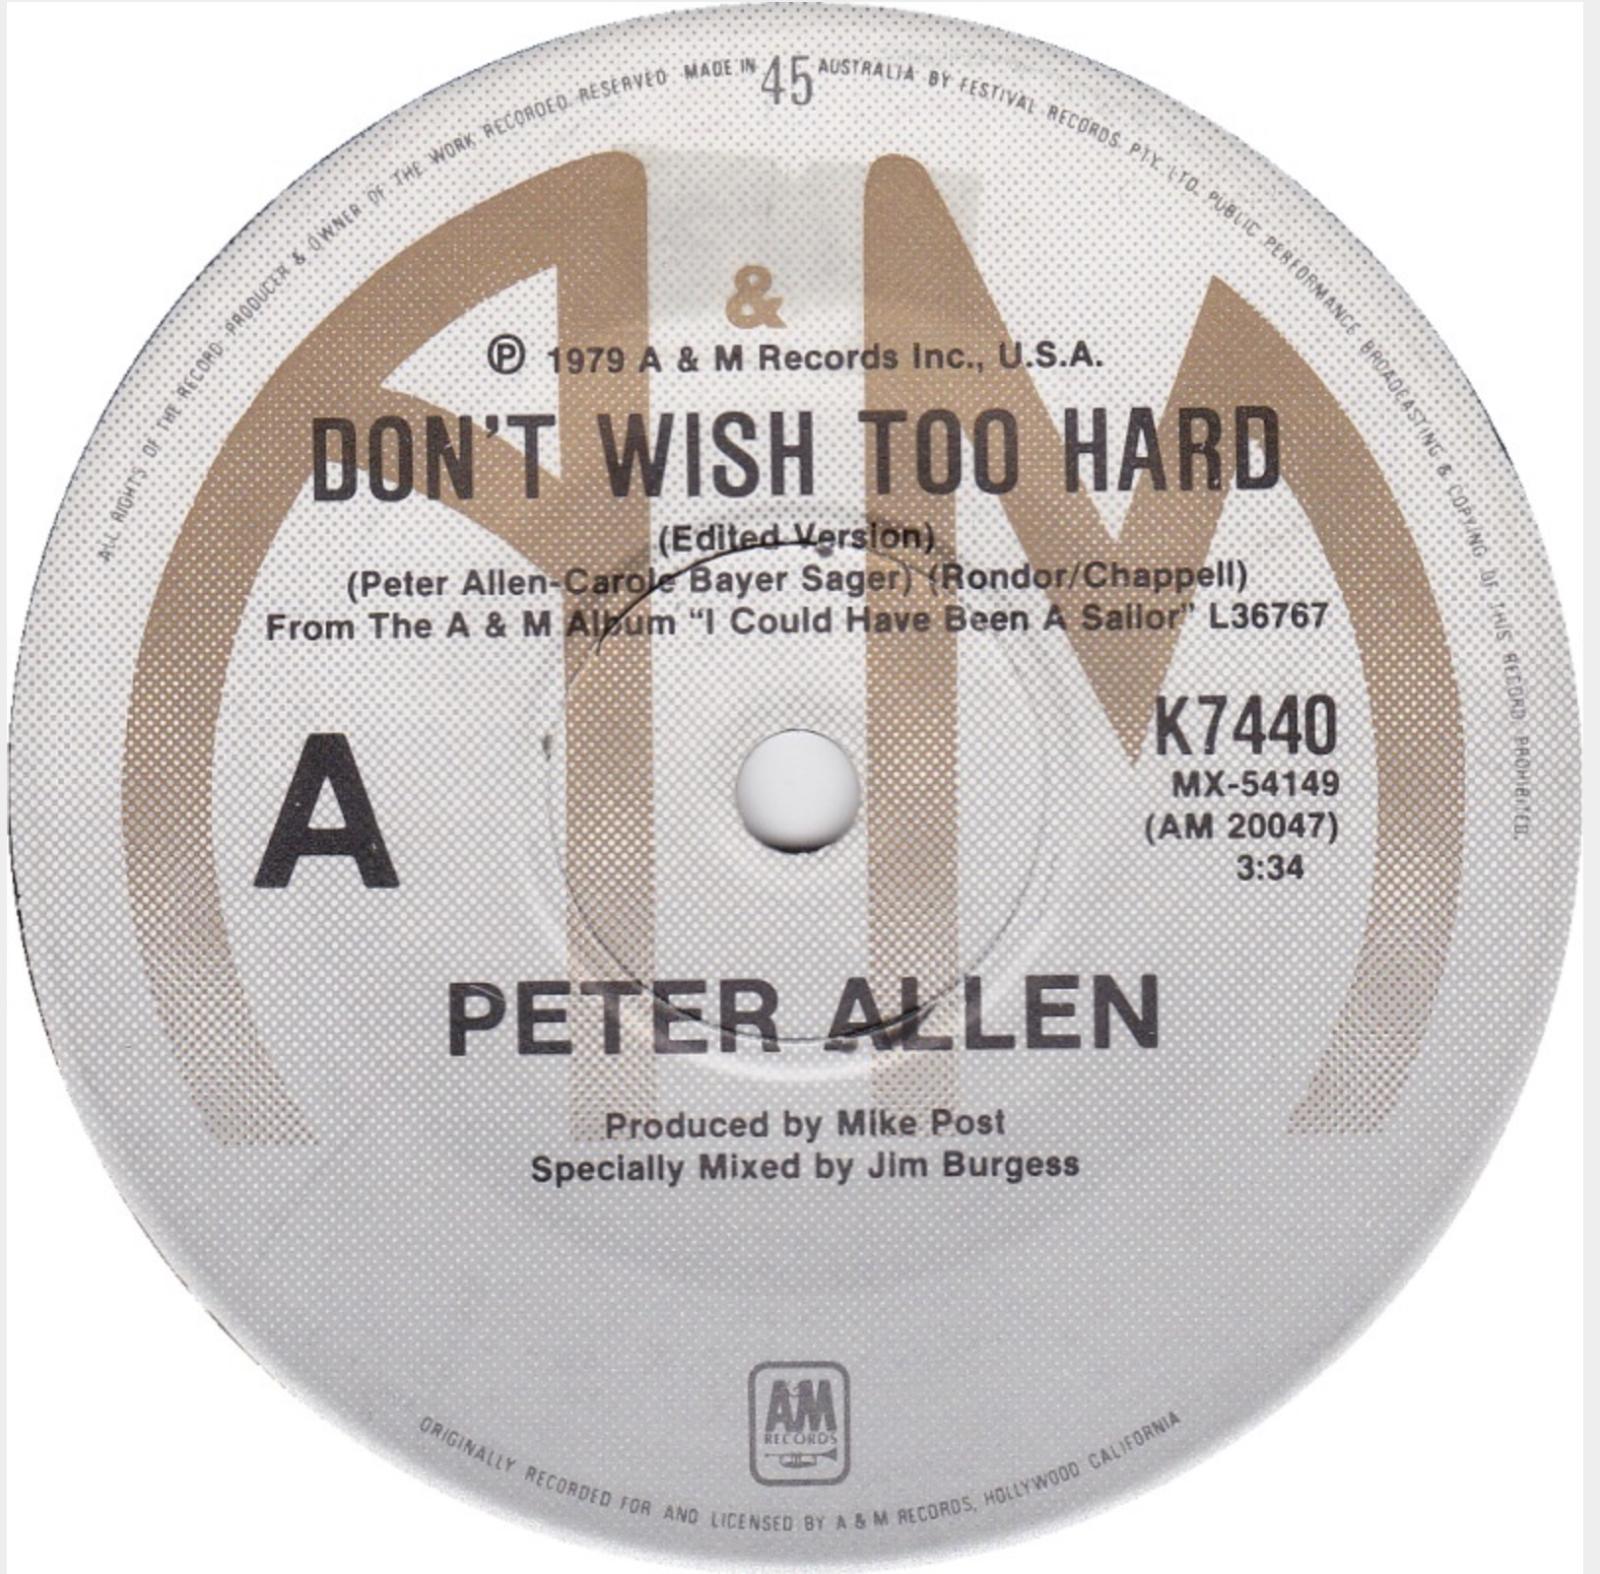 ALL RIGHTS OF THE RECORD PRODUCER & OWNER OF THE WORK RECORDED RESERVED MADE IN 45 AUSTRALIA BY FESTIVAL RECORDS PTY. LTD. PUBLIC PERFORMANCE BROADCASTING & COPYING OF THIS RECORD PROHIBITED.
A & M
℗ 1979 A & M Records Inc., U.S.A.
DON'T WISH TOO HARD
(Edited Version)
(Peter Allen-Carole Bayer Sager) (Rondor/Chappell)
From The A & M Album “I Could Have Been A Sailor” L36767
K7440
MX-54149
A
(AM 20047)
3:34
PETER ALLEN
Produced by Mike Post
Specially Mixed by Jim Burgess
A&M
RECORDS
ORIGINALLY RECORDED FOR AND LICENSED BY A & M RECORDS, HOLLYWOOD CALIFORNIA